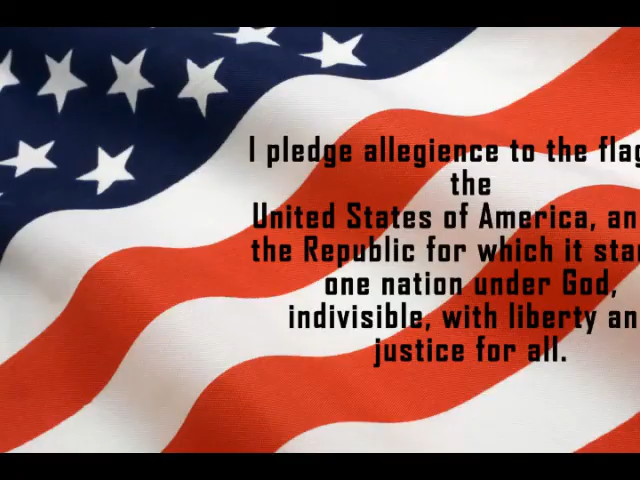 I pledge allegience to the flag
the
United States of America, an
the Republic for which it sta
one nation under God,
indivisible, with liberty an
justice for all.